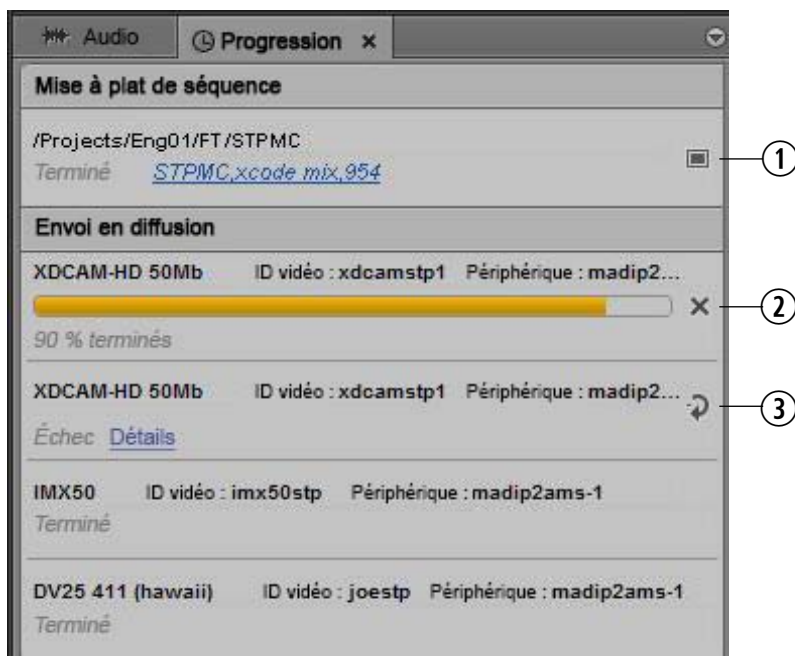 Audio Progression ×
Mise à plat de séquence
/Projects/Eng01/FT/STPMC
Terminé STPMC,xcode mix,954
1
Envoi en diffusion
XDCAM-HD 50Mb ID vidéo : xdcamstp1 Périphérique : madip2...
2
90 % terminés
XDCAM-HD 50Mb ID vidéo : xdcamstp1 Périphérique : madip2...
3
Échec Détails
IMX50 ID vidéo : imx50stp Périphérique : madip2ams-1
Terminé
DV25 411 (hawaii) ID vidéo : joestp Périphérique : madip2ams-1
Terminé